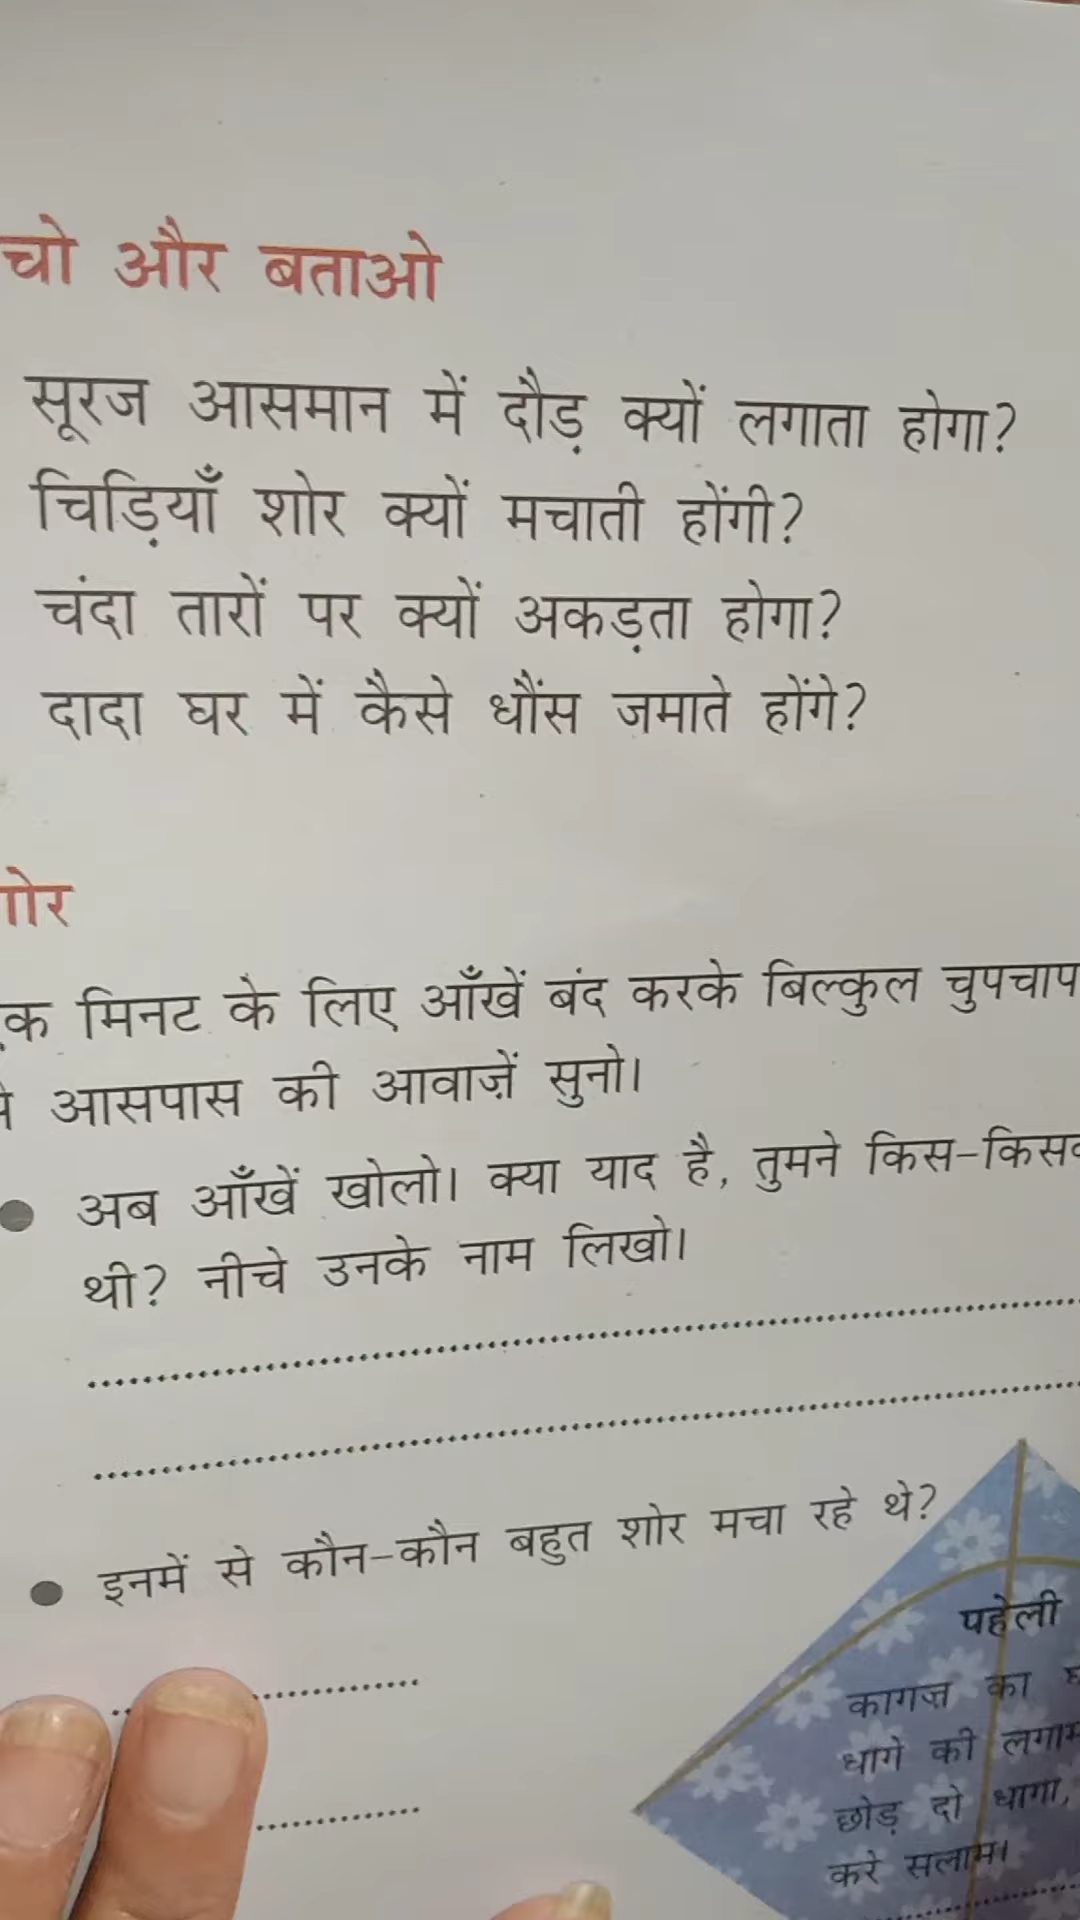 और बताओ
सूरज आसमान में दौड़ क्यों लगाता होगा?
चिड़ियाँ शोर क्यों मचाती होंगी?
चंदा तारों पर क्यों अकड़ता होगा?
दादा घर में कैसे धौंस जमाते होंगे?
मिनट के लिए आँखें बंद करके बिल्कुल चुपचाप
आसपास की आवाज़ें सुनो।
अब आँखें खोलो। क्या याद है, तुमने
थी? नीचे उनके नाम लिखो।
इनमें से कौन-कौन बहुत शोर मचा रहे थे?
पहेली
कागज़ का
धागे की लगाम
छोड़ दो धागा,
करे सलाम।